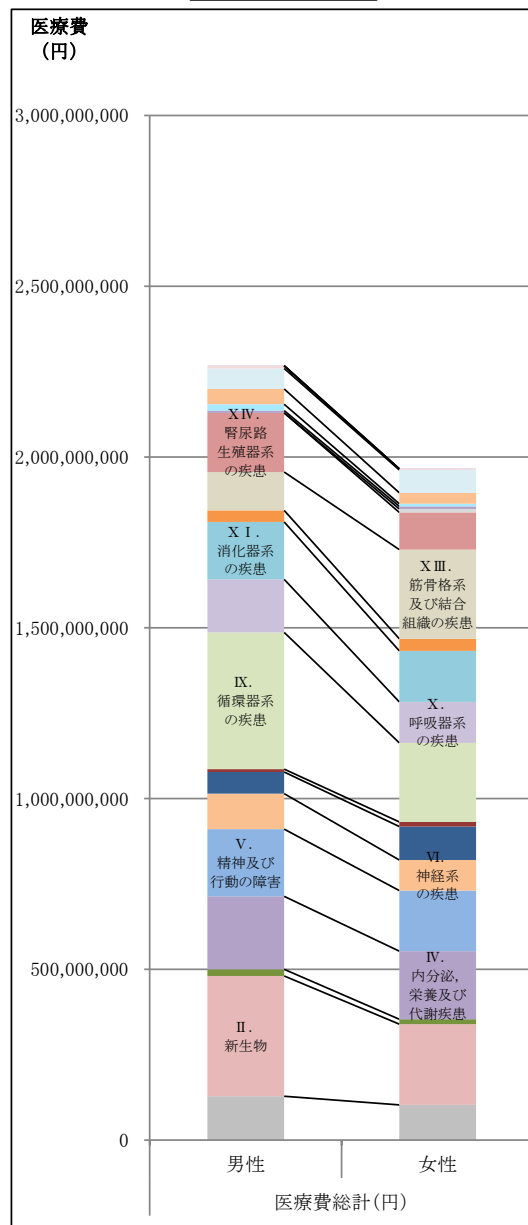 医療費
(円)
3,000,000,000
2,500,000,000
2,000,000,000
1,500,000,000
1,000,000,000
500,000,000
0
ⅩⅣ.
腎尿路
生殖器系
の疾患
ⅩⅠ.
消化器系
の疾患
Ⅸ.
循環器系
の疾患
Ⅴ.
精神及び
行動の障害
Ⅱ.
新生物
ⅩⅢ.
筋骨格系
及び結合
組織の疾患
Ⅹ.
呼吸器系
の疾患
Ⅵ.
神経系
の疾患
Ⅳ.
内分泌，
栄養及び
代謝疾患
男性
女性
医療費総計(円)